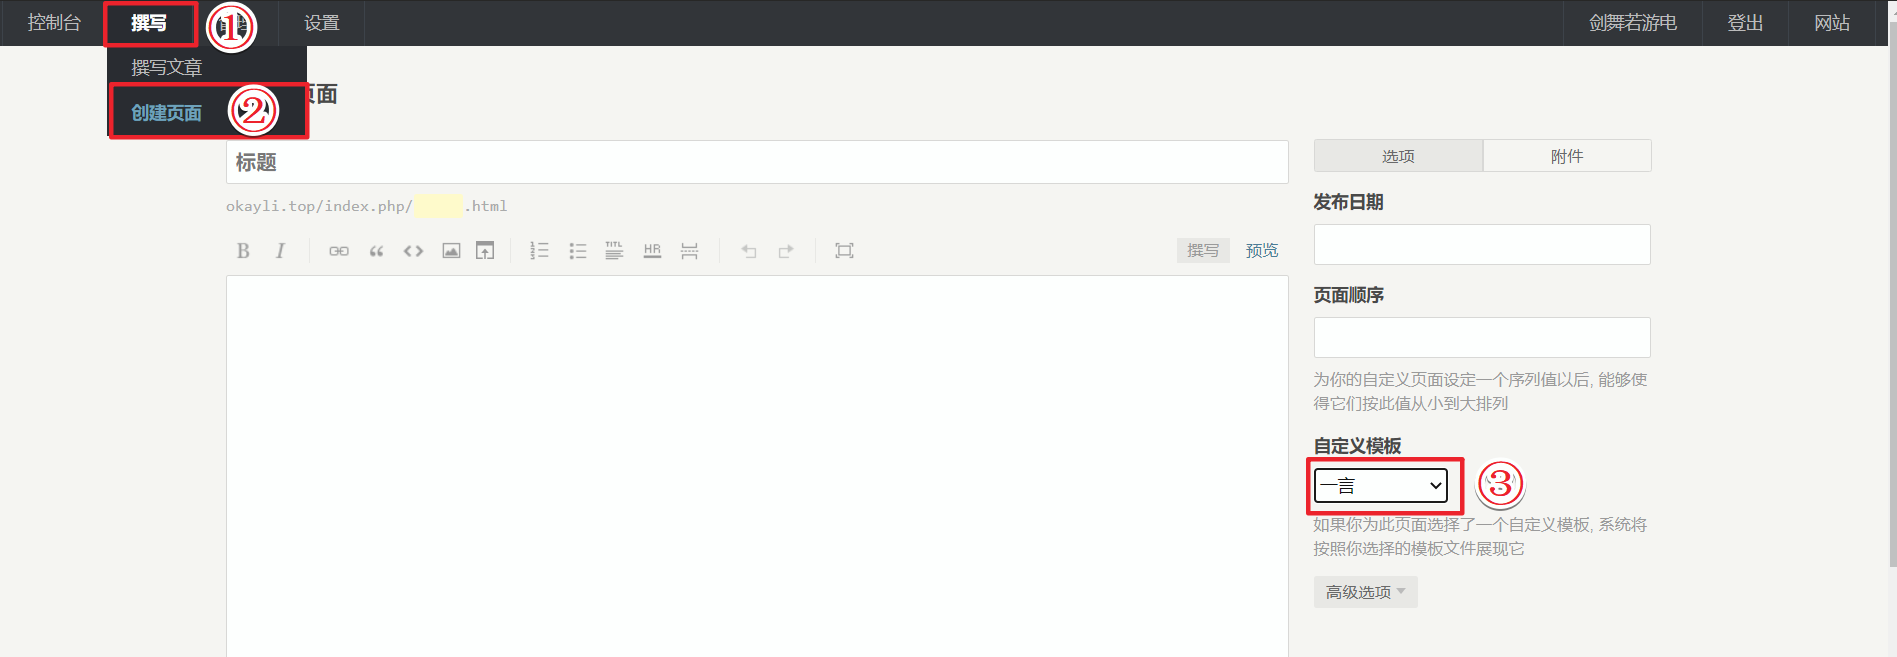 控制台 撰写 ① 设置 剑舞若游电 登出 网站
撰写文章
创建页面 ② 页面
标题
选项 附件
okayli.top/index.php/ .html
发布日期
B I TITL HR 撰写 预览
页面顺序
为你的自定义页面设定一个序列值以后, 能够使
得它们按此值从小到大排列
自定义模板
一言 ③
如果你为此页面选择了一个自定义模板, 系统将
按照你选择的模板文件展现它
高级选项